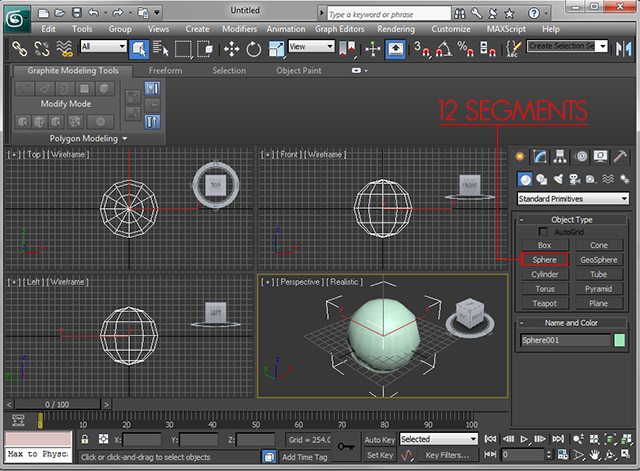 Untitled
Type a keyword or phrase
Edit Tools Group Views Create Modifiers Animation Graph Editors Rendering Customize MAXScript Help
All View 3 Create Selection Se
Graphite Modeling Tools Freeform Selection Object Paint
Modify Mode
Polygon Modeling
12 SEGMENTS
[ + ] [ Top ] [ Wireframe ]
TOP
[ + ] [ Front ] [ Wireframe ]
FRONT
Standard Primitives
- Object Type
AutoGrid
Box Cone
Sphere GeoSphere
Cylinder Tube
Torus Pyramid
Teapot Plane
- Name and Color
Sphere001
[ + ] [ Left ] [ Wireframe ]
LEFT
[ + ] [ Perspective ] [ Realistic ]
< 0 / 100 >
0 10 20 30 40 50 60 70 80 90 100
X: Y: Z: Grid = 254.0 Auto Key Selected
Max to Physc Click or click-and-drag to select objects Add Time Tag Set Key Key Filters... 0